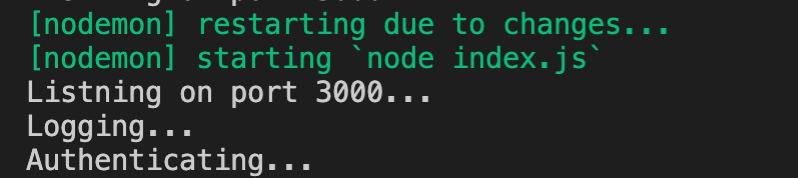 [nodemon] restarting due to changes...
[nodemon] starting `node index.js`
Listning on port 3000...
Logging...
Authenticating...